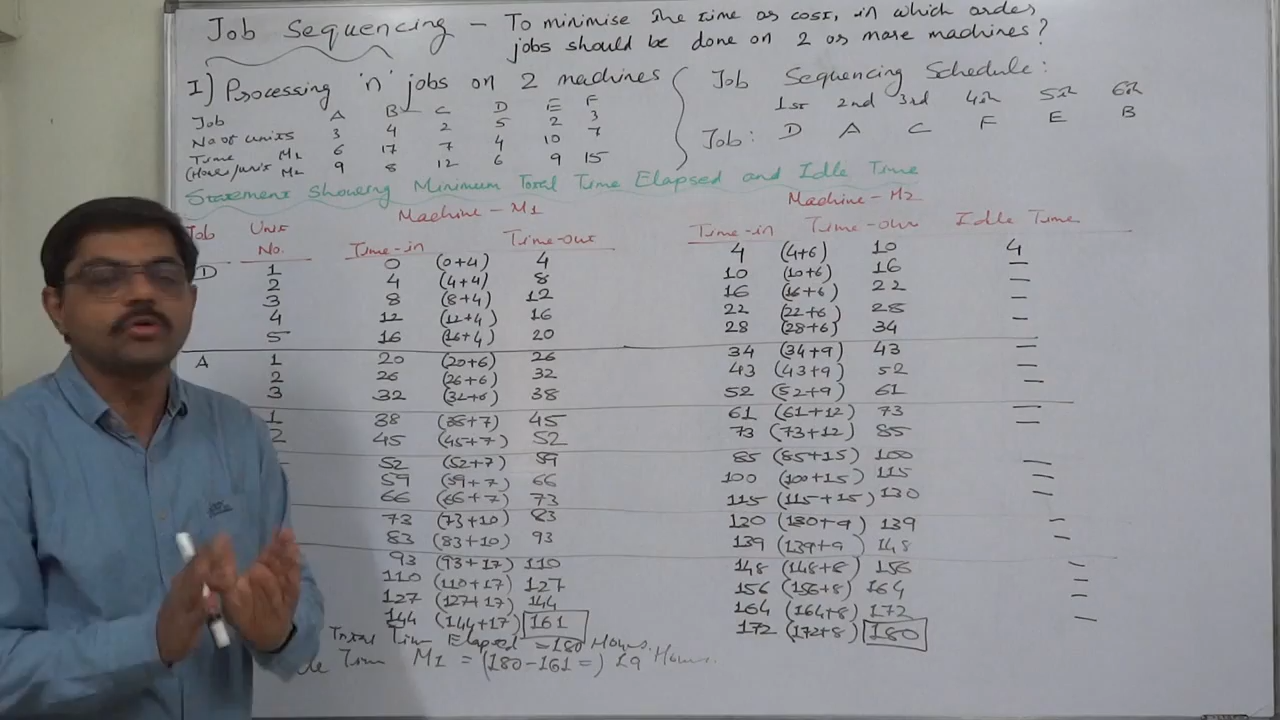 Job Sequencing - To minimise the time or cost, in which order
jobs should be done on 2 or more machines?
I) Processing 'n' jobs on 2 machines
Job A B C D E F
No. of units 3 4 2 5 2 3
Time M1 6 17 7 4 10 7
(Hours/unit M2 9 8 12 6 9 15
Job Sequencing Schedule:
1st 2nd 3rd 4th 5th 6th
Job: D A C F E B
Statement Showing Minimum Total Time Elapsed and Idle Time
Machine - M1 Machine - M2
Job Unit No. Time-in Time-out Time-in Time-out Idle Time
D 1 0 (0+4) 4 4 (4+6) 10 4
2 4 (4+4) 8 10 (10+6) 16 -
3 8 (8+4) 12 16 (16+6) 22 -
4 12 (12+4) 16 22 (22+6) 28 -
5 16 (16+4) 20 28 (28+6) 34 -
A 1 20 (20+6) 26 34 (34+9) 43 -
2 26 (26+6) 32 43 (43+9) 52 -
3 32 (32+6) 38 52 (52+9) 61 -
1 38 (38+7) 45 61 (61+12) 73 -
2 45 (45+7) 52 73 (73+12) 85 -
52 (52+7) 59 85 (85+15) 100 -
59 (59+7) 66 100 (100+15) 115 -
66 (66+7) 73 115 (115+15) 130 -
73 (73+10) 83 130 (130+9) 139 -
83 (83+10) 93 139 (139+9) 148 -
93 (93+17) 110 148 (148+8) 156 -
110 (110+17) 127 156 (156+8) 164 -
127 (127+17) 144 164 (164+8) 172 -
144 (144+17) 161 172 (172+8) 180 -
Total Time Elapsed = 180 Hours.
Time M1 = (180-161=) 19 Hours.